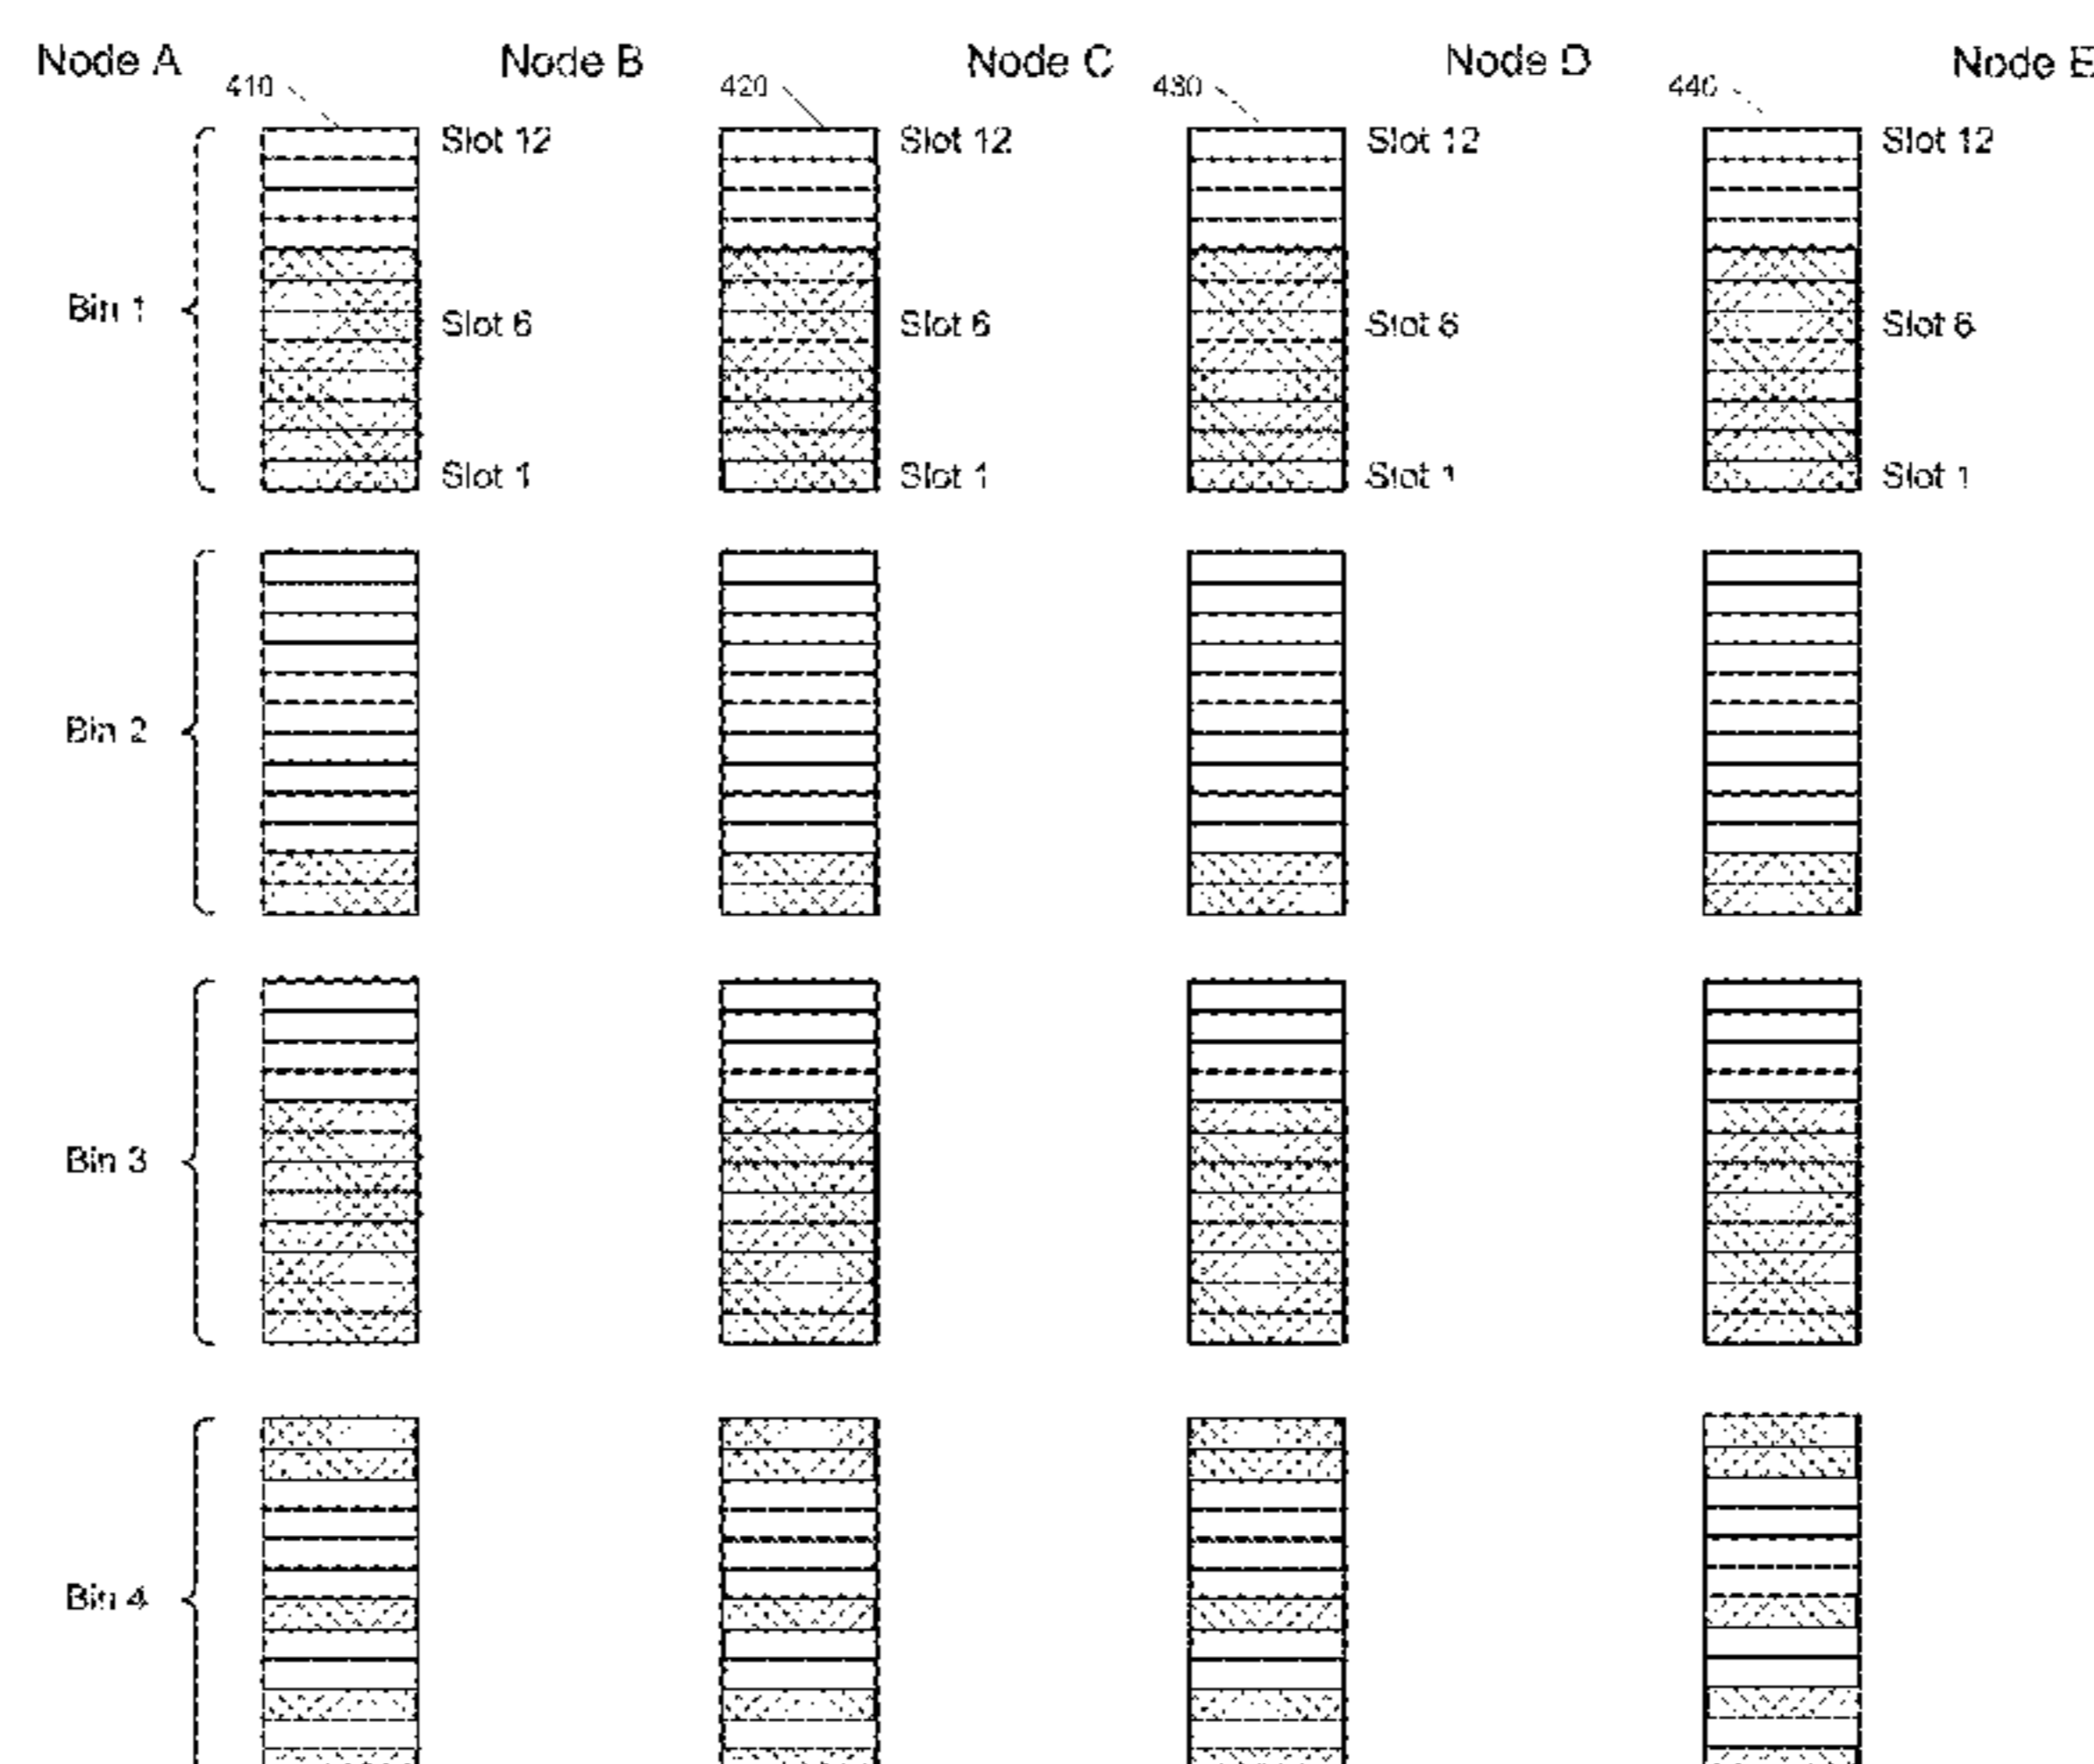 Node A Node B Node C Node D Node E
410 420 430 440
Slot 12 Slot 12 Slot 12 Slot 12
Bin 1 Slot 6 Slot 6 Slot 6 Slot 6
Slot 1 Slot 1 Slot 1 Slot 1
Bin 2
Bin 3
Bin 4